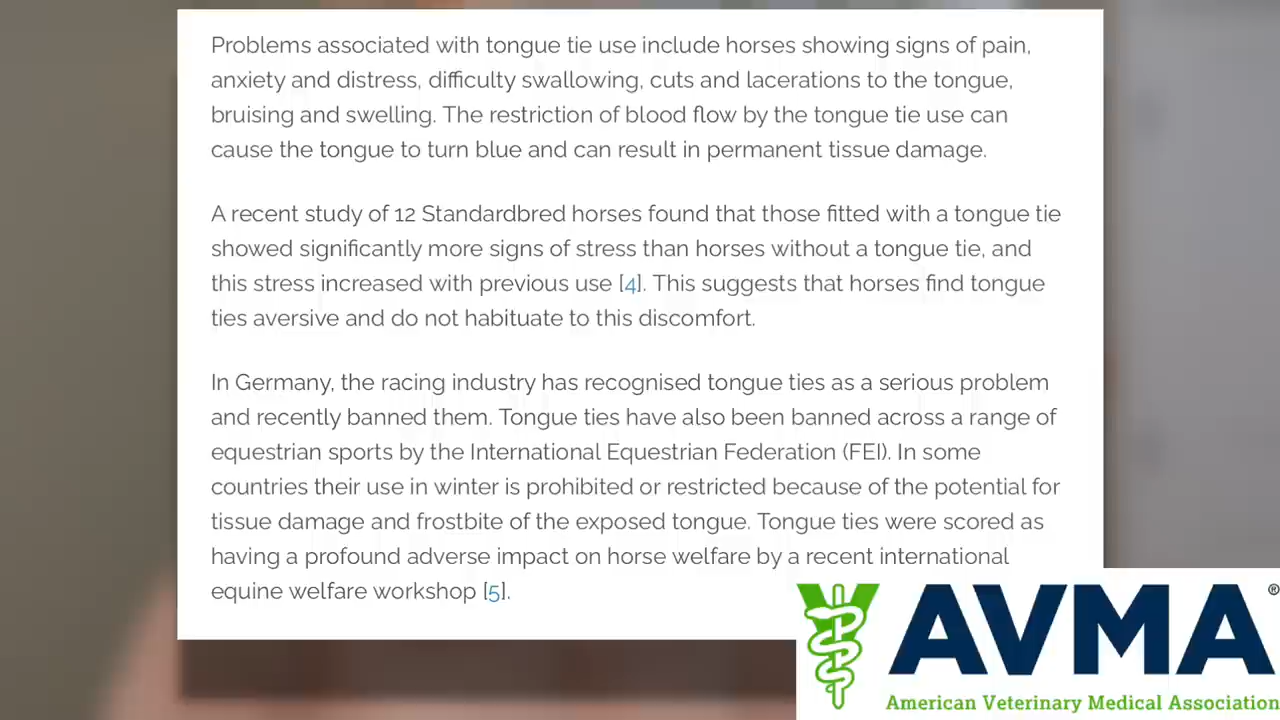 Problems associated with tongue tie use include horses showing signs of pain,
anxiety and distress, difficulty swallowing, cuts and lacerations to the tongue,
bruising and swelling. The restriction of blood flow by the tongue tie use can
cause the tongue to turn blue and can result in permanent tissue damage.
A recent study of 12 Standardbred horses found that those fitted with a tongue tie
showed significantly more signs of stress than horses without a tongue tie, and
this stress increased with previous use [4]. This suggests that horses find tongue
ties aversive and do not habituate to this discomfort.
In Germany, the racing industry has recognised tongue ties as a serious problem
and recently banned them. Tongue ties have also been banned across a range of
equestrian sports by the International Equestrian Federation (FEI). In some
countries their use in winter is prohibited or restricted because of the potential for
tissue damage and frostbite of the exposed tongue. Tongue ties were scored as
having a profound adverse impact on horse welfare by a recent international
equine welfare workshop [5].
AVMA®
American Veterinary Medical Association